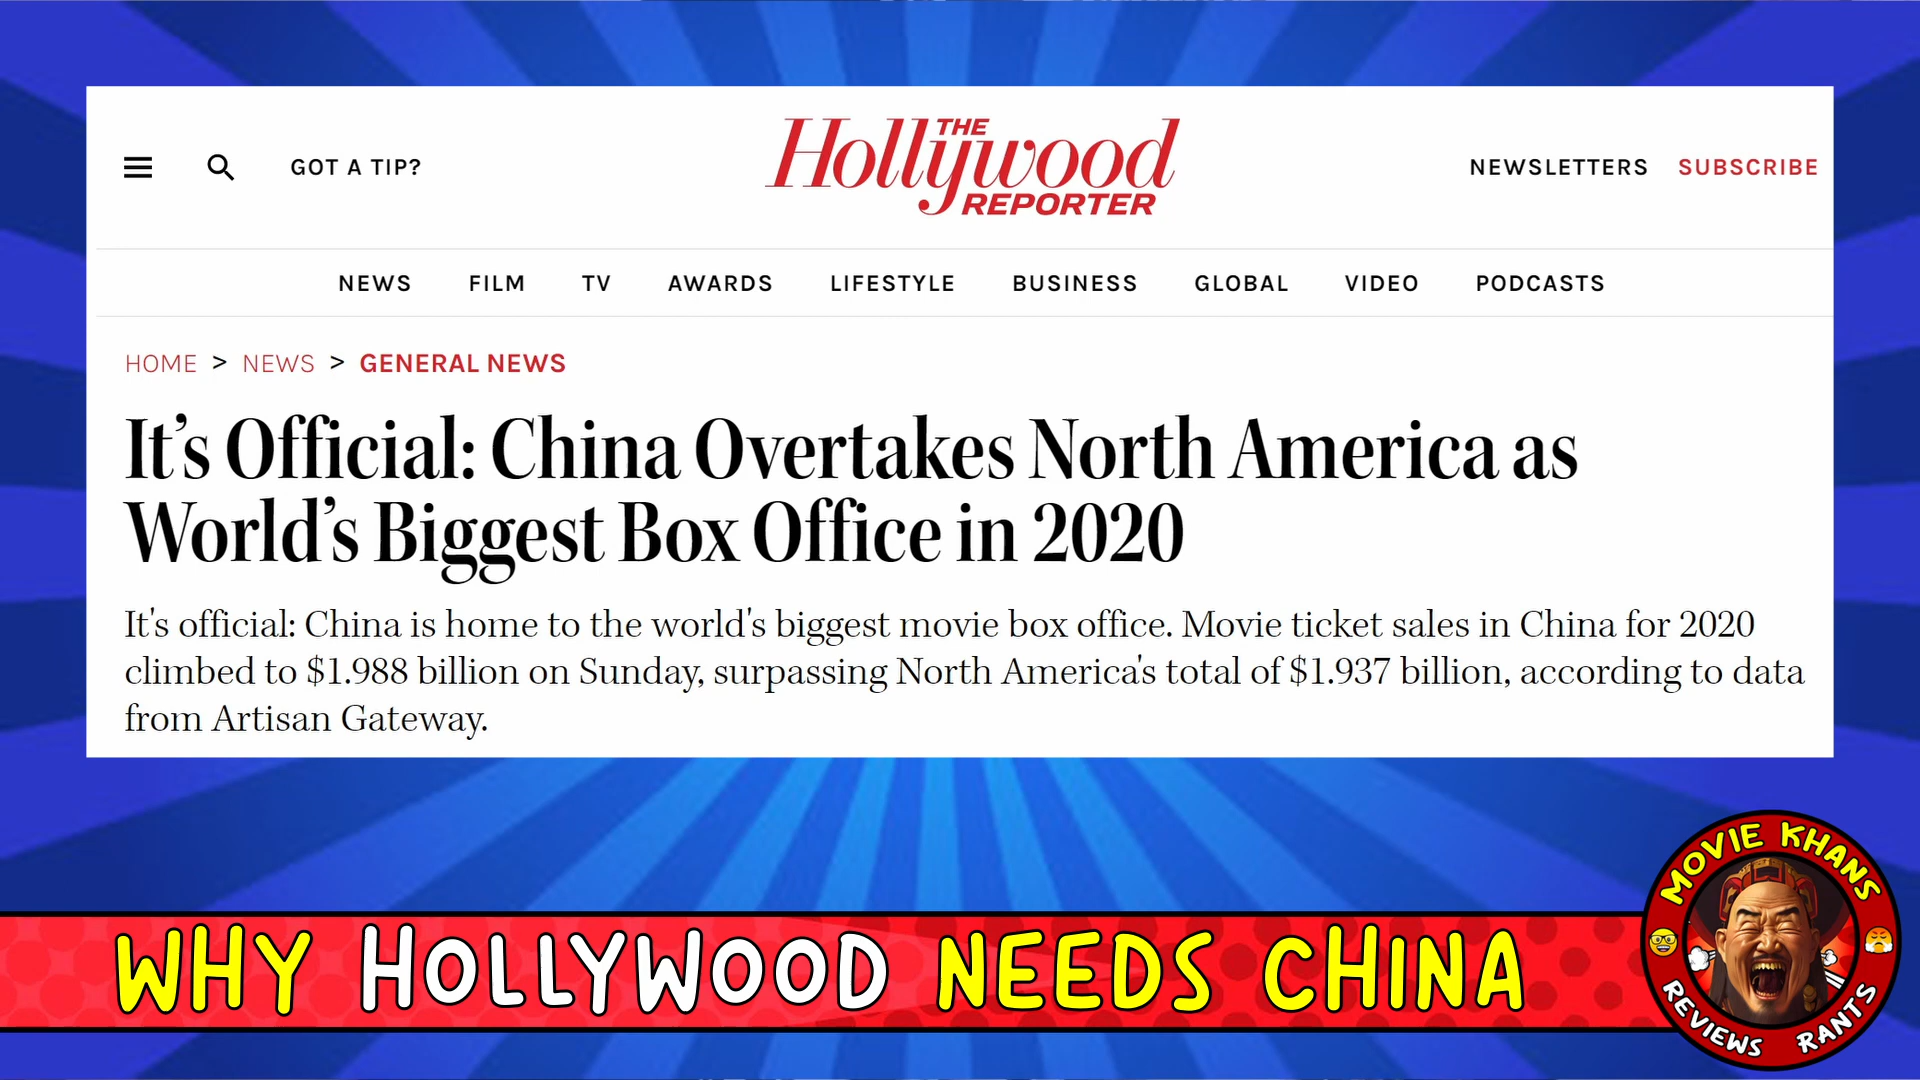 GOT A TIP?
THE
Hollywood
REPORTER
NEWSLETTERS SUBSCRIBE
NEWS FILM TV AWARDS LIFESTYLE BUSINESS GLOBAL VIDEO PODCASTS
HOME > NEWS > GENERAL NEWS
It’s Official: China Overtakes North America as
World’s Biggest Box Office in 2020
It's official: China is home to the world's biggest movie box office. Movie ticket sales in China for 2020
climbed to $1.988 billion on Sunday, surpassing North America's total of $1.937 billion, according to data
from Artisan Gateway.
WHY HOLLYWOOD NEEDS CHINA
MOVIE KHANS
REVIEWS RANTS